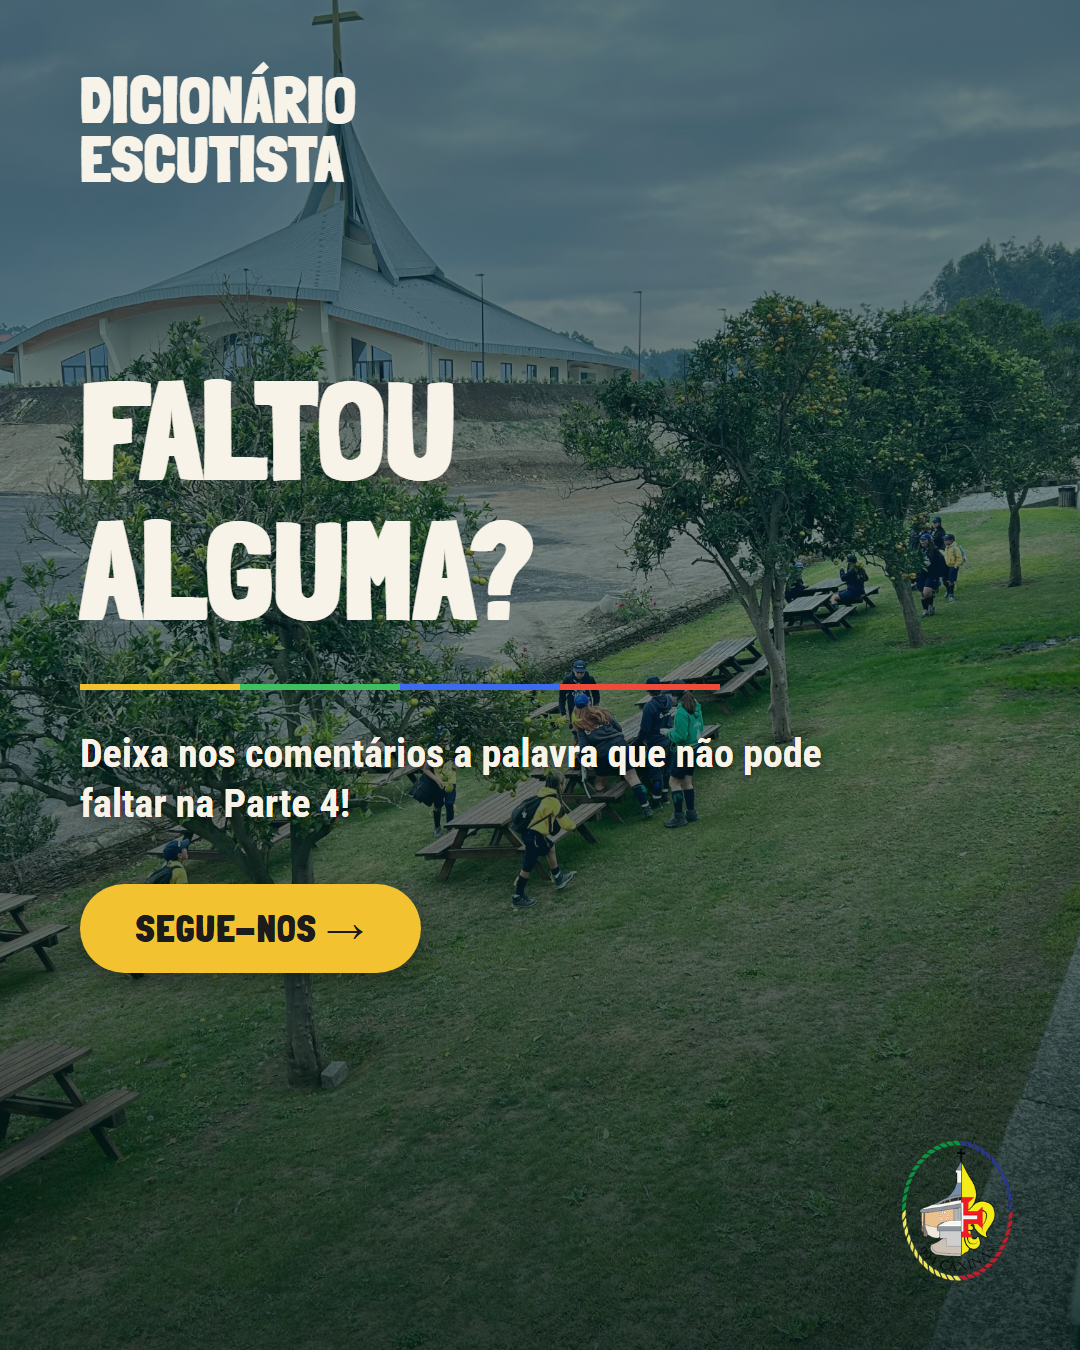 DICIONÁRIO
ESCUTISTA
FALTOU
ALGUMA?
Deixa nos comentários a palavra que não pode
faltar na Parte 4!
SEGUE-NOS →